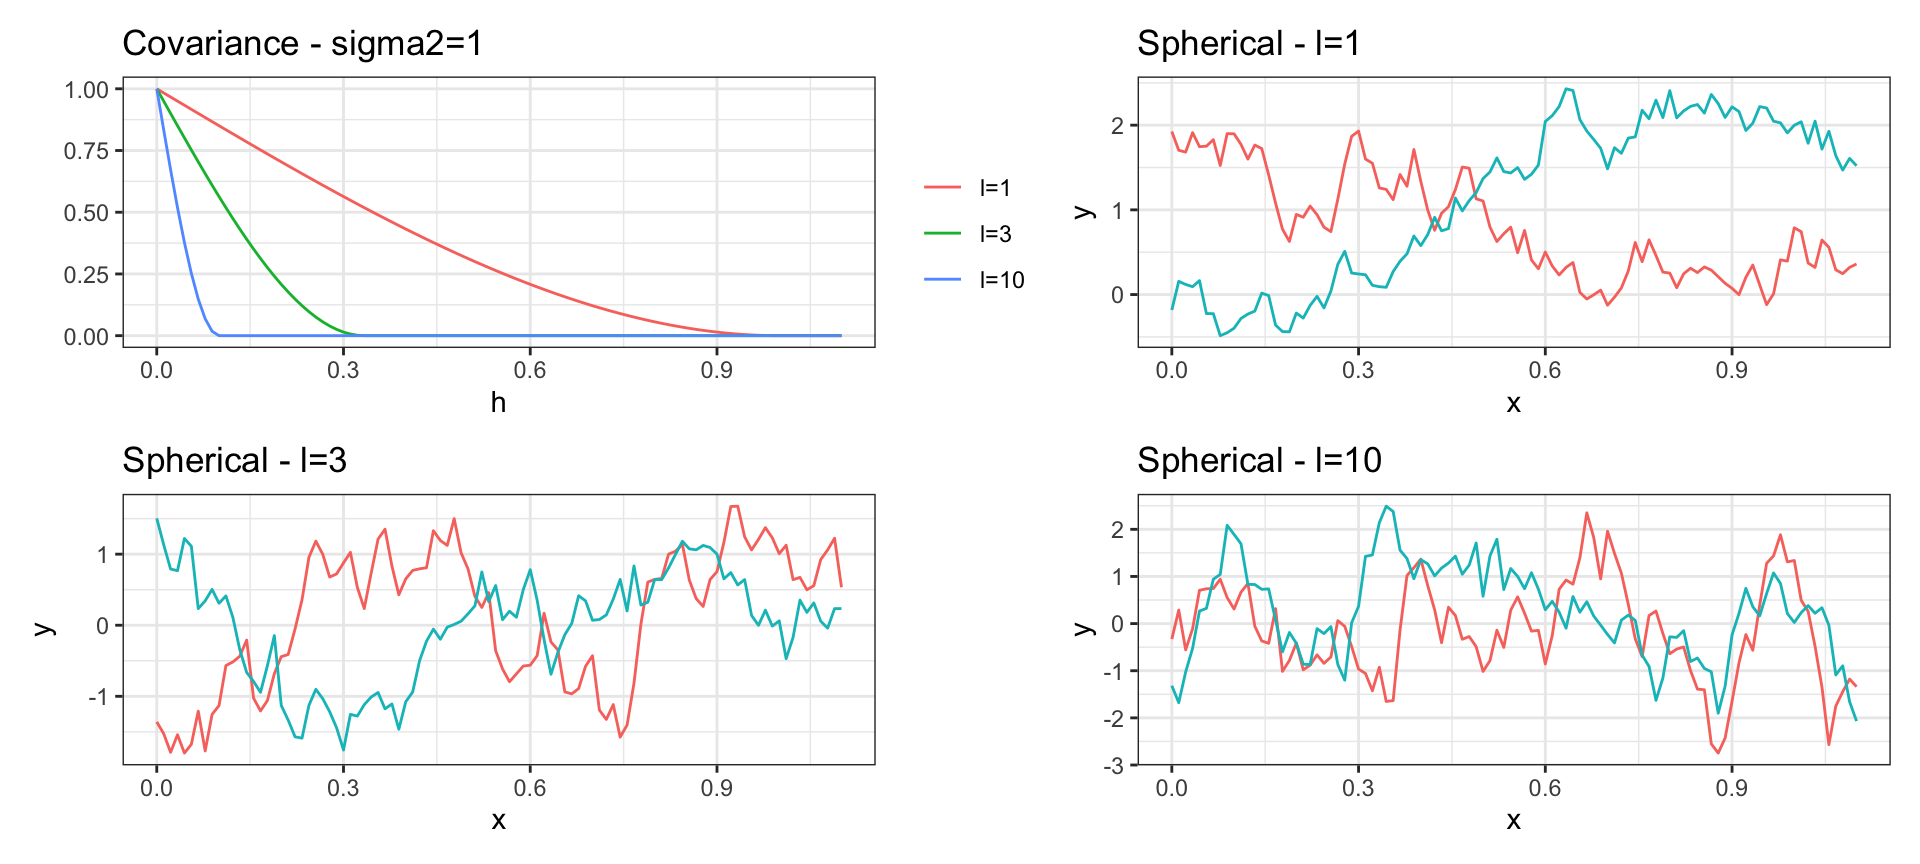 Covariance - sigma2=1
1.00
0.75
0.50
0.25
0.00
0.0 0.3 0.6 0.9
h
l=1
l=3
l=10
Spherical - l=1
y
2
1
0
0.0 0.3 0.6 0.9
x
Spherical - l=3
y
1
0
-1
0.0 0.3 0.6 0.9
x
Spherical - l=10
y
2
1
0
-1
-2
-3
0.0 0.3 0.6 0.9
x